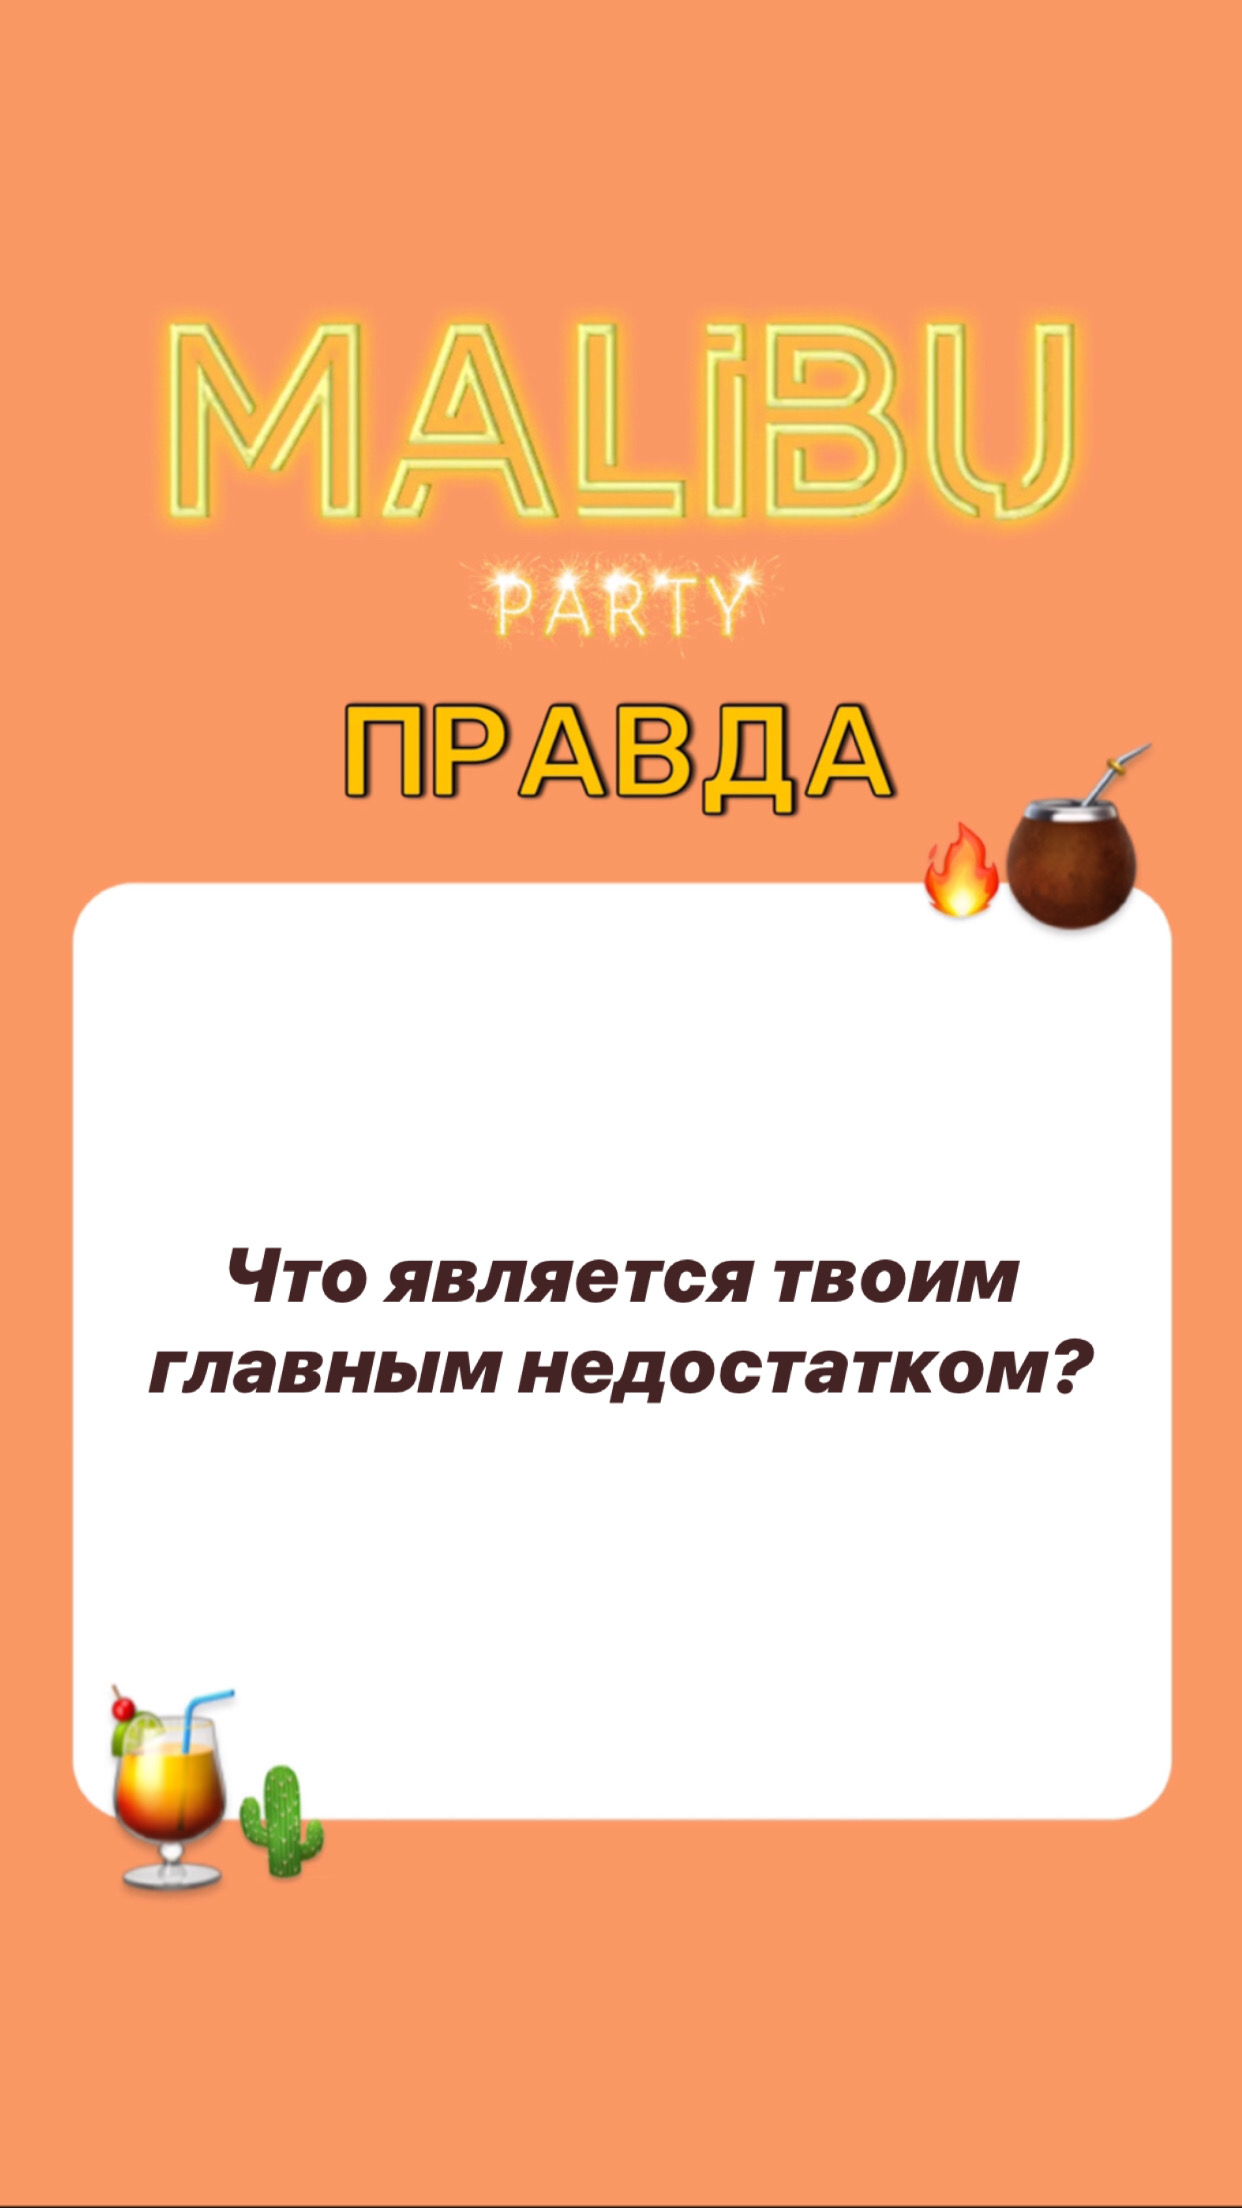 MALiBU
PARTY
ПРАВДА
Что является твоим
главным недостатком?